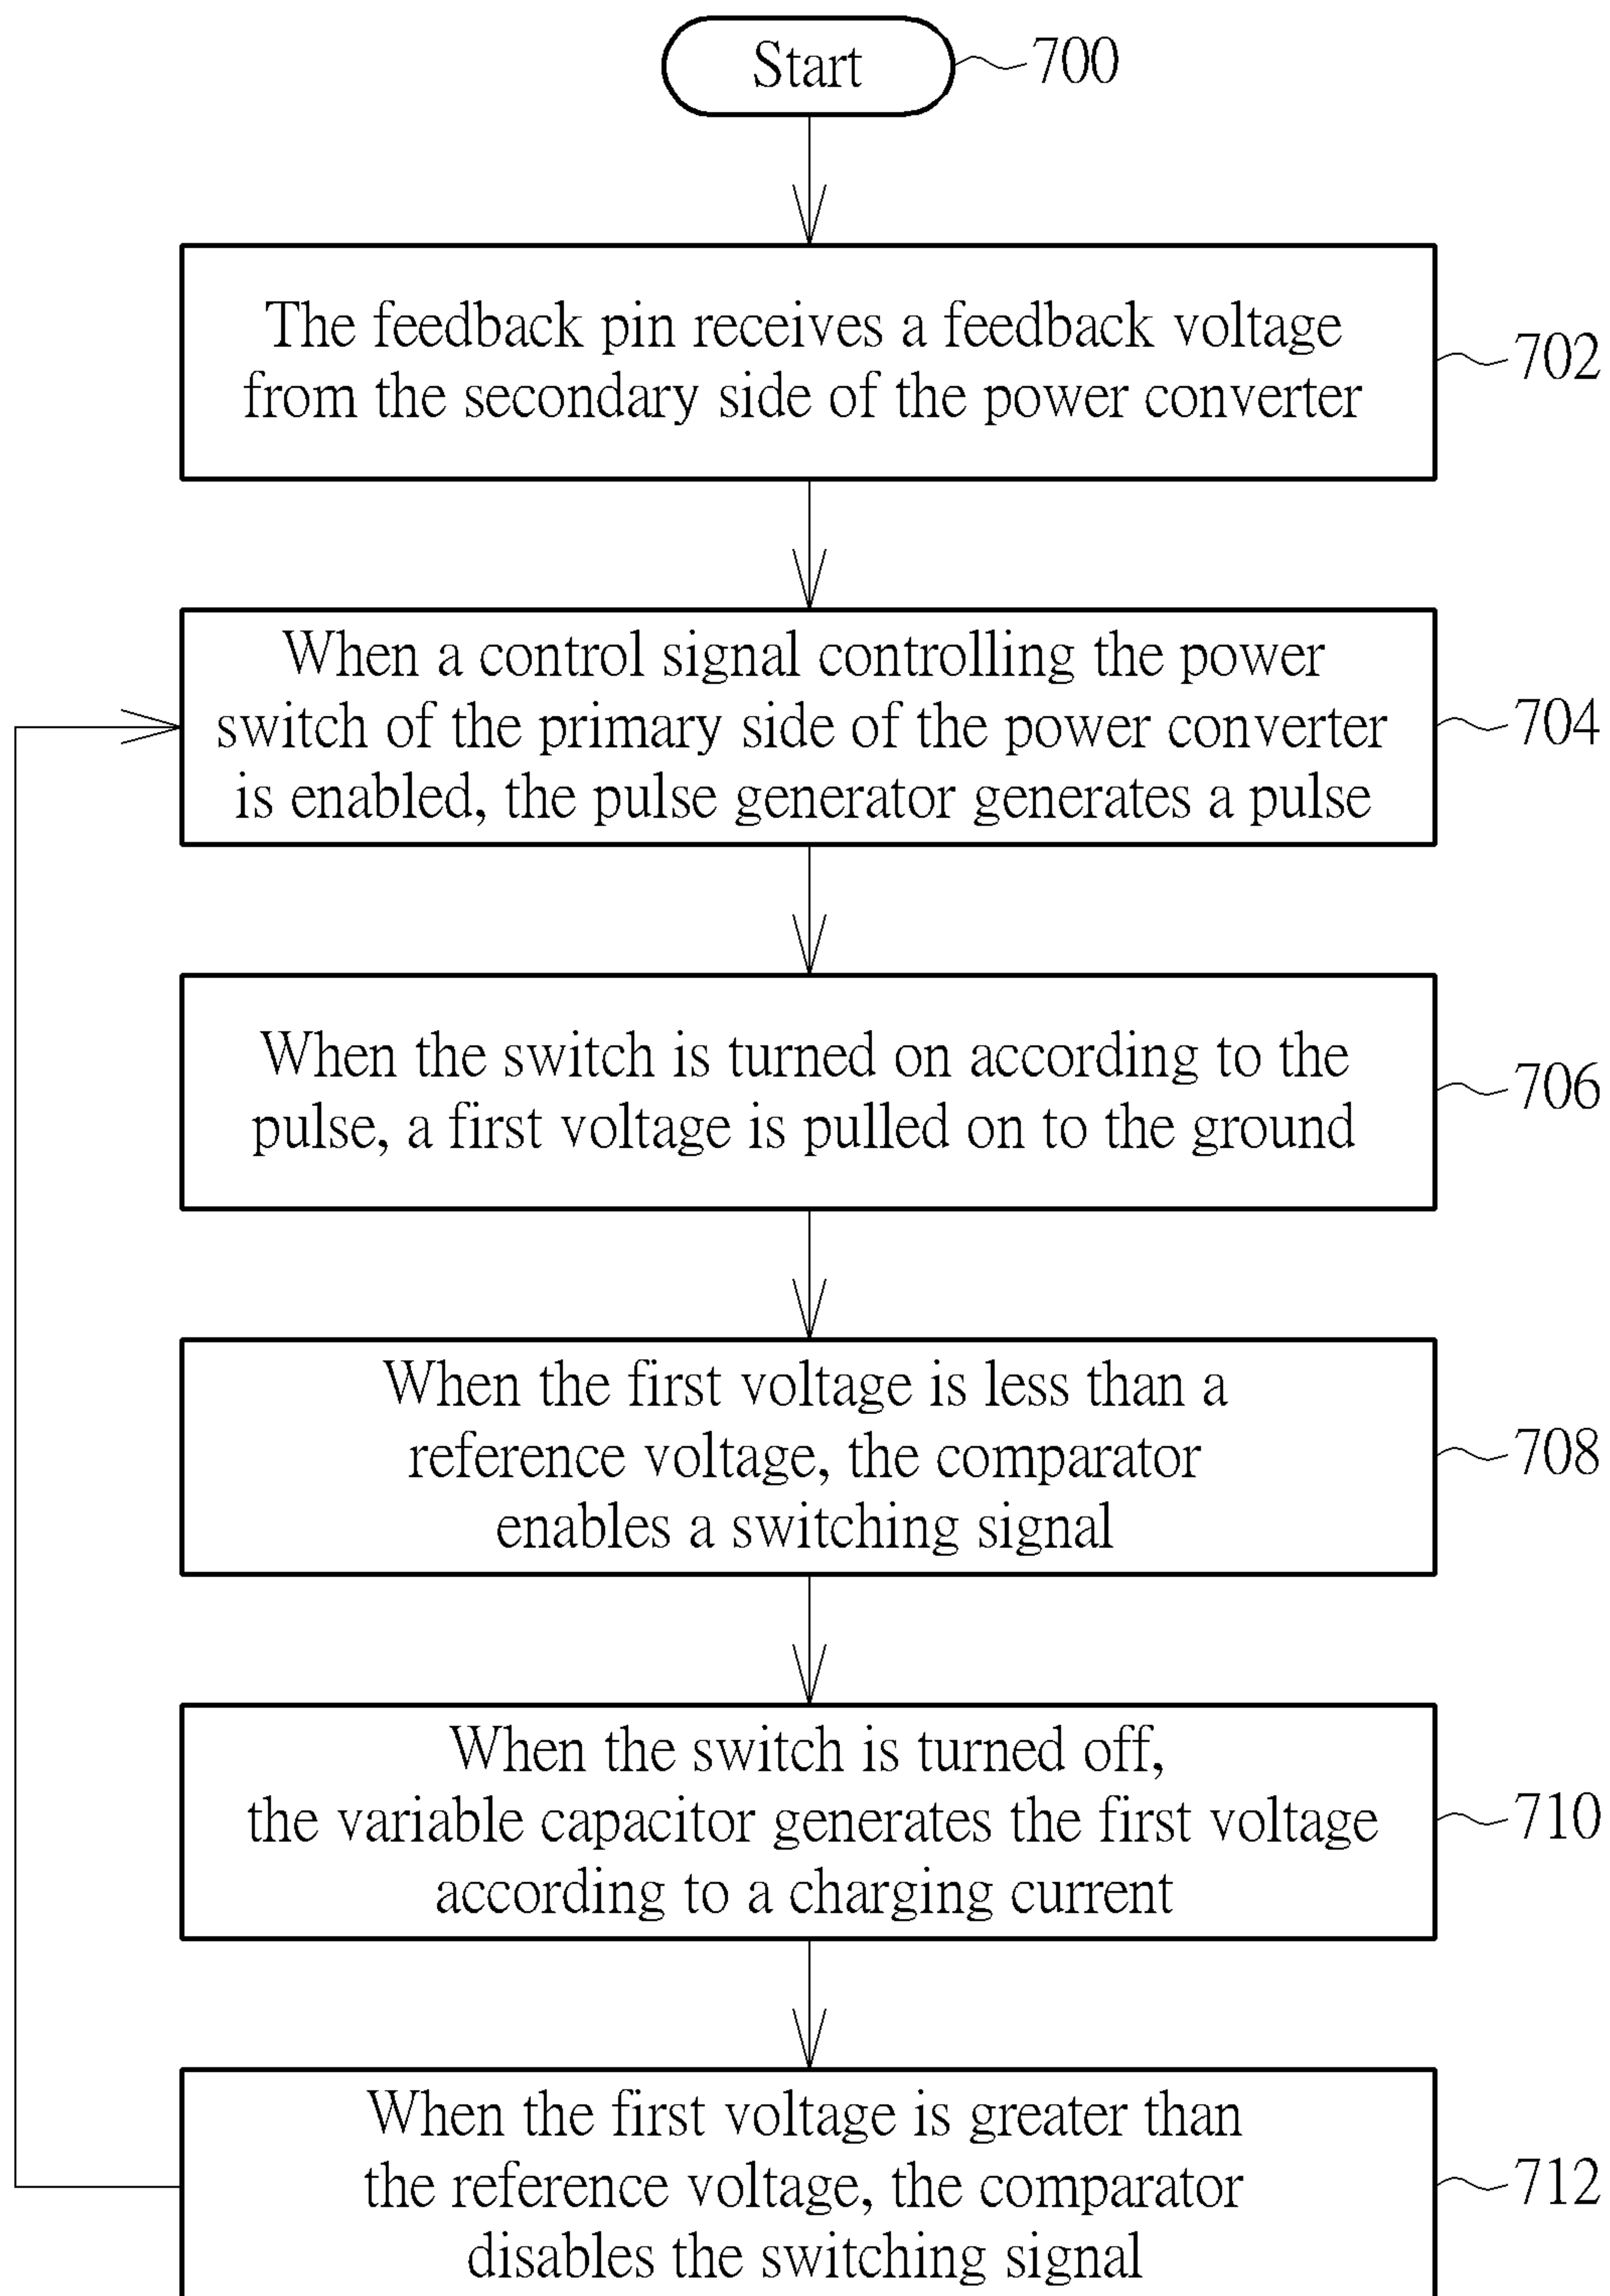 Start
700
The feedback pin receives a feedback voltage
from the secondary side of the power converter
702
When a control signal controlling the power
switch of the primary side of the power converter
is enabled, the pulse generator generates a pulse
704
When the switch is turned on according to the
pulse, a first voltage is pulled on to the ground
706
When the first voltage is less than a
reference voltage, the comparator
enables a switching signal
708
When the switch is turned off,
the variable capacitor generates the first voltage
according to a charging current
710
When the first voltage is greater than
the reference voltage, the comparator
disables the switching signal
712